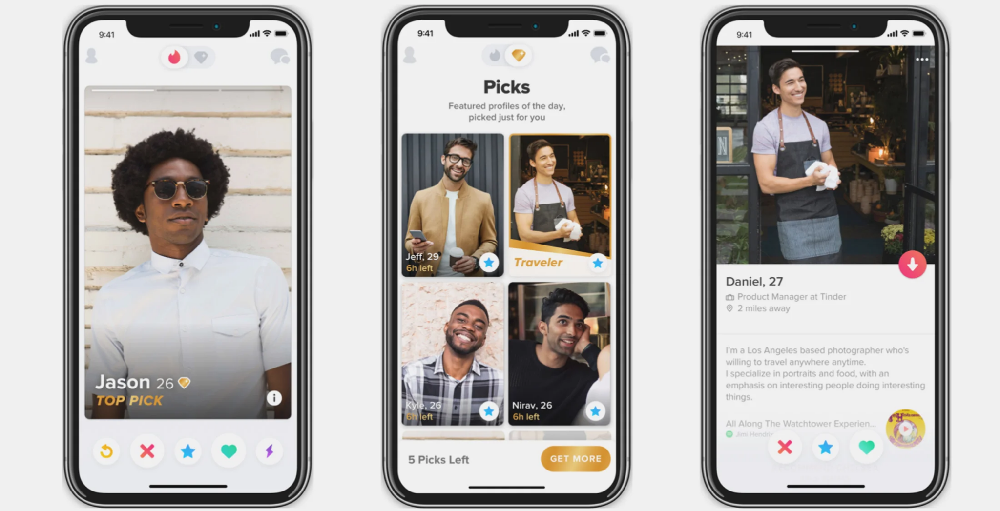 9:41
Jason 26
TOP PICK
9:41
Picks
Featured profiles of the day,
picked just for you
Jeff, 29
6h left
Traveler
Kyle, 26
6h left
Nirav, 26
6h left
5 Picks Left
GET MORE
9:41
N
Daniel, 27
Product Manager at Tinder
2 miles away
I'm a Los Angeles based photographer who's
willing to travel anywhere anytime.
I specialize in portraits and food, with an
emphasis on interesting people doing interesting
things.
All Along The Watchtower Experien...
Jimi Hendrix